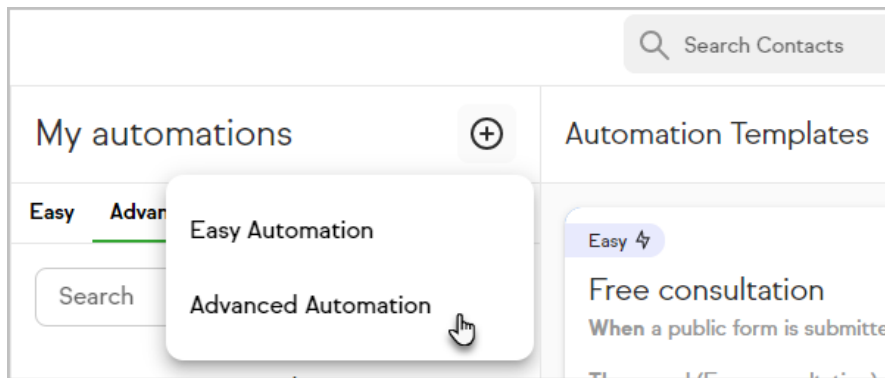 Search Contacts
My automations
Automation Templates
Easy
Easy Automation
Advanced Automation
Search
Easy
Free consultation
When a public form is